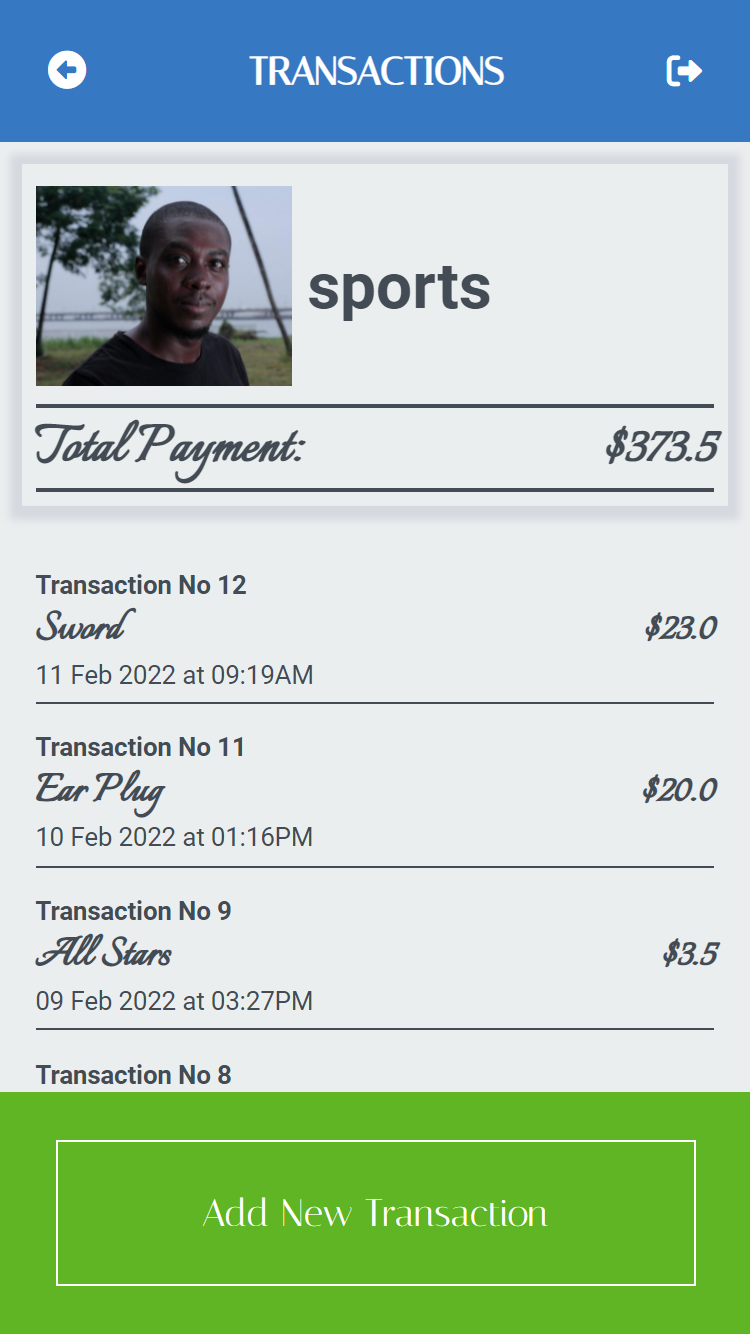 TRANSACTIONS
sports
Total Payment: $373.5
Transaction No 12
Sword $23.0
11 Feb 2022 at 09:19AM
Transaction No 11
Ear Plug $20.0
10 Feb 2022 at 01:16PM
Transaction No 9
All Stars $3.5
09 Feb 2022 at 03:27PM
Transaction No 8
Add New Transaction